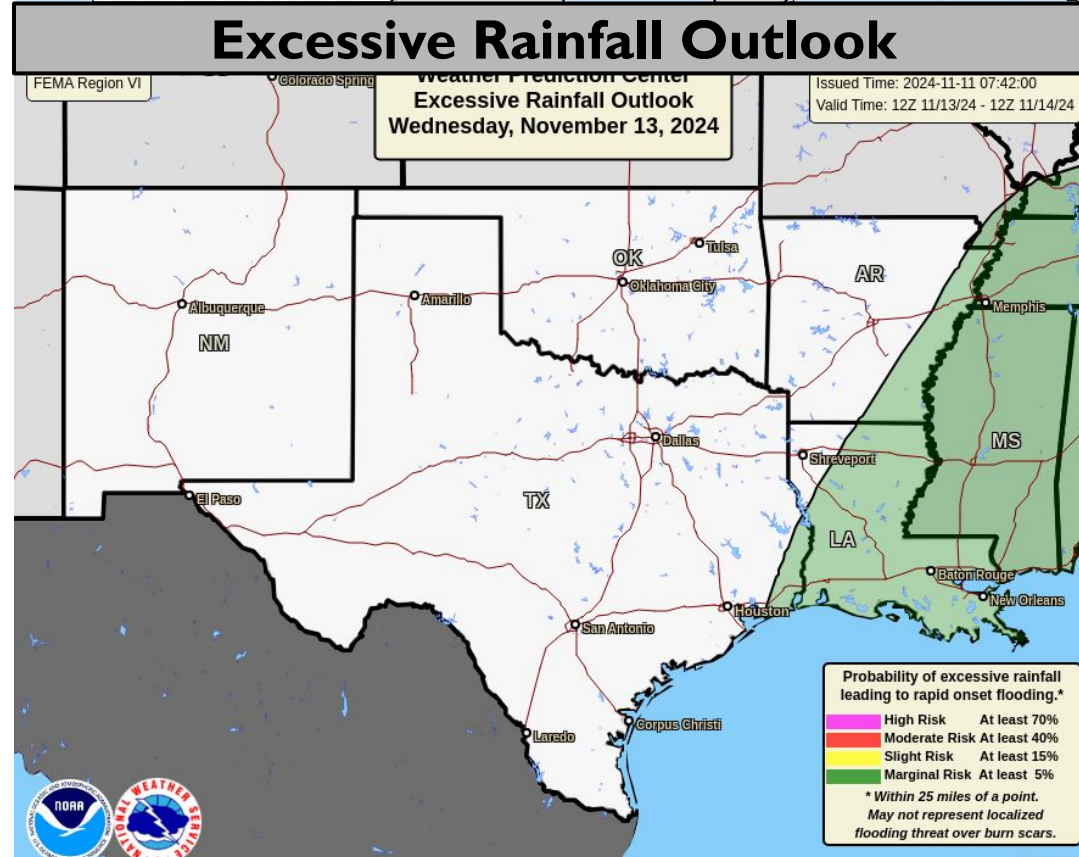 Excessive Rainfall Outlook
FEMA Region VI
Weather Prediction Center
Excessive Rainfall Outlook
Wednesday, November 13, 2024
Issued Time: 2024-11-11 07:42:00
Valid Time: 12Z 11/13/24 - 12Z 11/14/24
Colorado Spring
Tulsa
OK
Oklahoma City
AR
Albuquerque
Amarillo
Memphis
NM
Dallas
MS
Shreveport
El Paso
TX
LA
Baton Rouge
New Orleans
Houston
San Antonio
Corpus Christi
Laredo
Probability of excessive rainfall
leading to rapid onset flooding.*
High Risk At least 70%
Moderate Risk At least 40%
Slight Risk At least 15%
Marginal Risk At least 5%
* Within 25 miles of a point.
May not represent localized
flooding threat over burn scars.
NOAA
NATIONAL WEATHER SERVICE